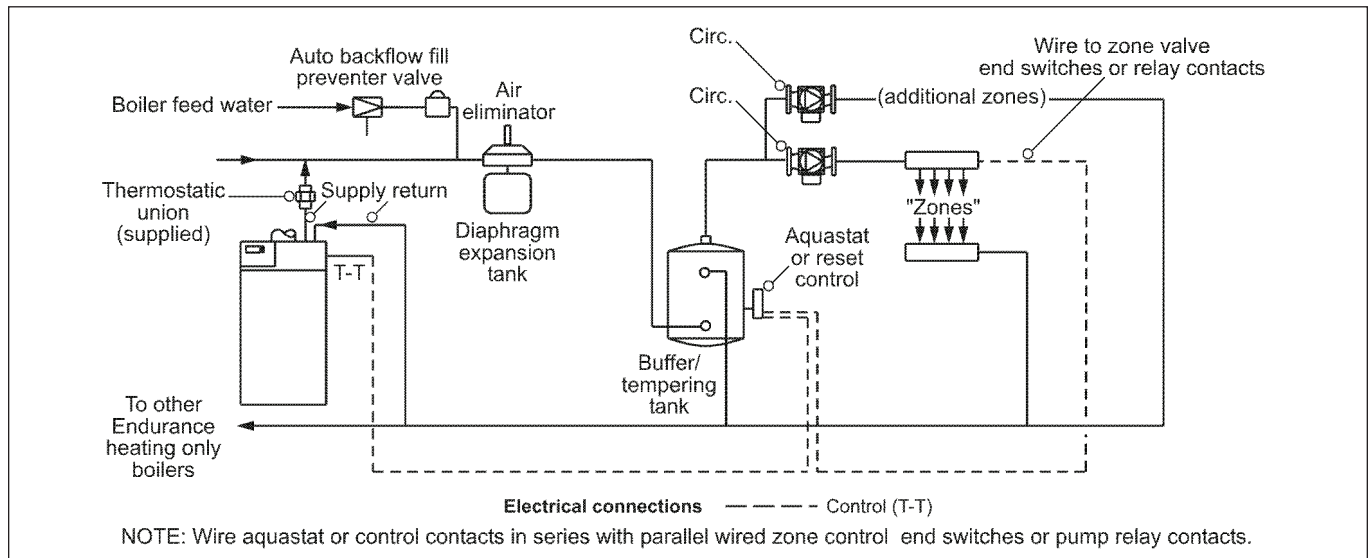 Auto backflow fill
preventer valve
Boiler feed water
Air
eliminator
Circ.
Circ.
Wire to zone valve
end switches or relay contacts
(additional zones)
Thermostatic
union
(supplied)
Supply return
Diaphragm
expansion
tank
T-T
"Zones"
Aquastat
or reset
control
Buffer/
tempering
tank
To other
Endurance
heating only
boilers
Electrical connections Control (T-T)
NOTE: Wire aquastat or control contacts in series with parallel wired zone control end switches or pump relay contacts.